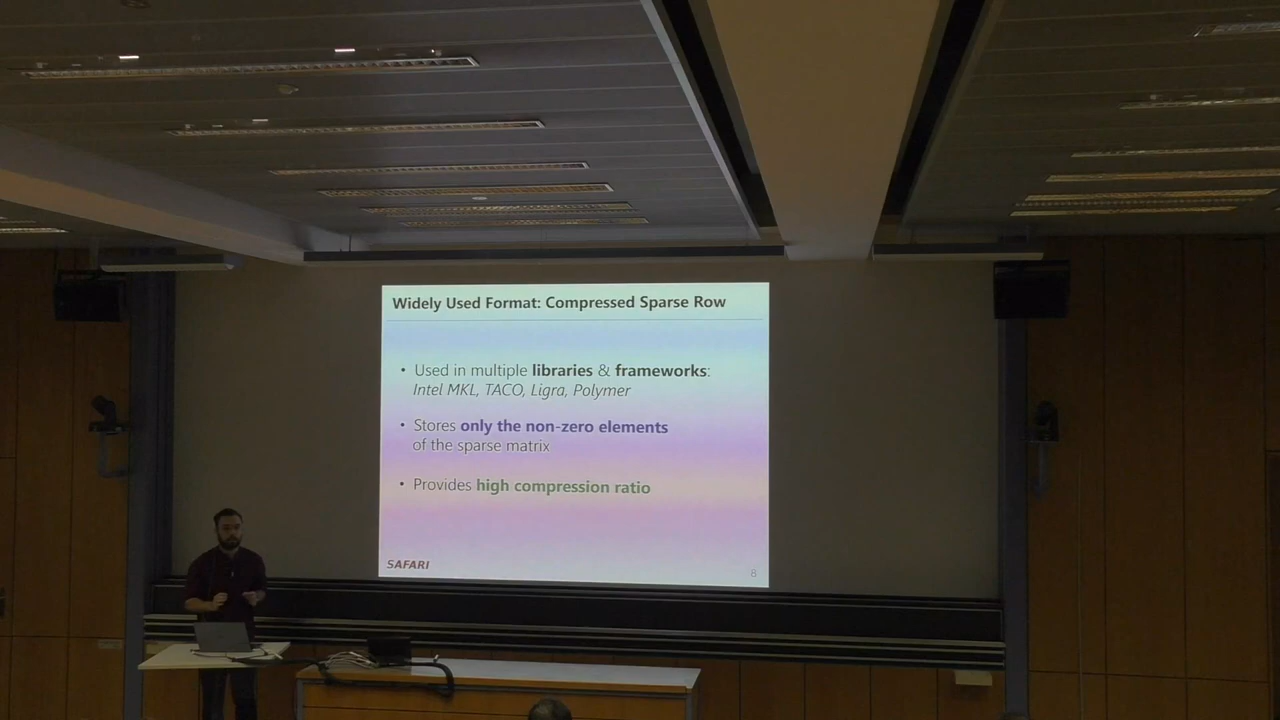 Widely Used Format: Compressed Sparse Row
• Used in multiple libraries & frameworks:
Intel MKL, TACO, Ligra, Polymer
• Stores only the non-zero elements
of the sparse matrix
• Provides high compression ratio
SAFARI
8